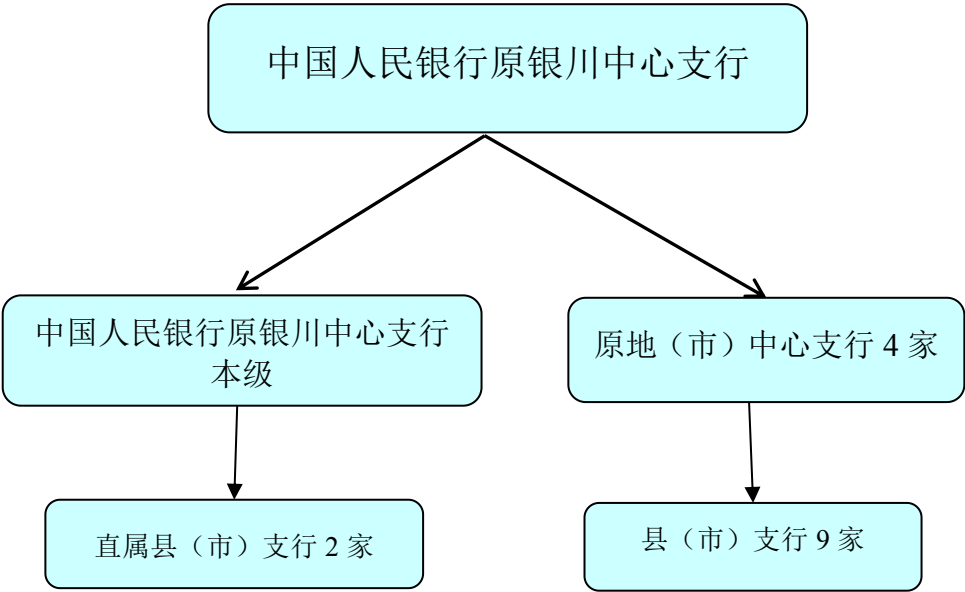 中国人民银行原银川中心支行
中国人民银行原银川中心支行
本级
原地（市）中心支行 4 家
直属县（市）支行 2 家
县（市）支行 9 家